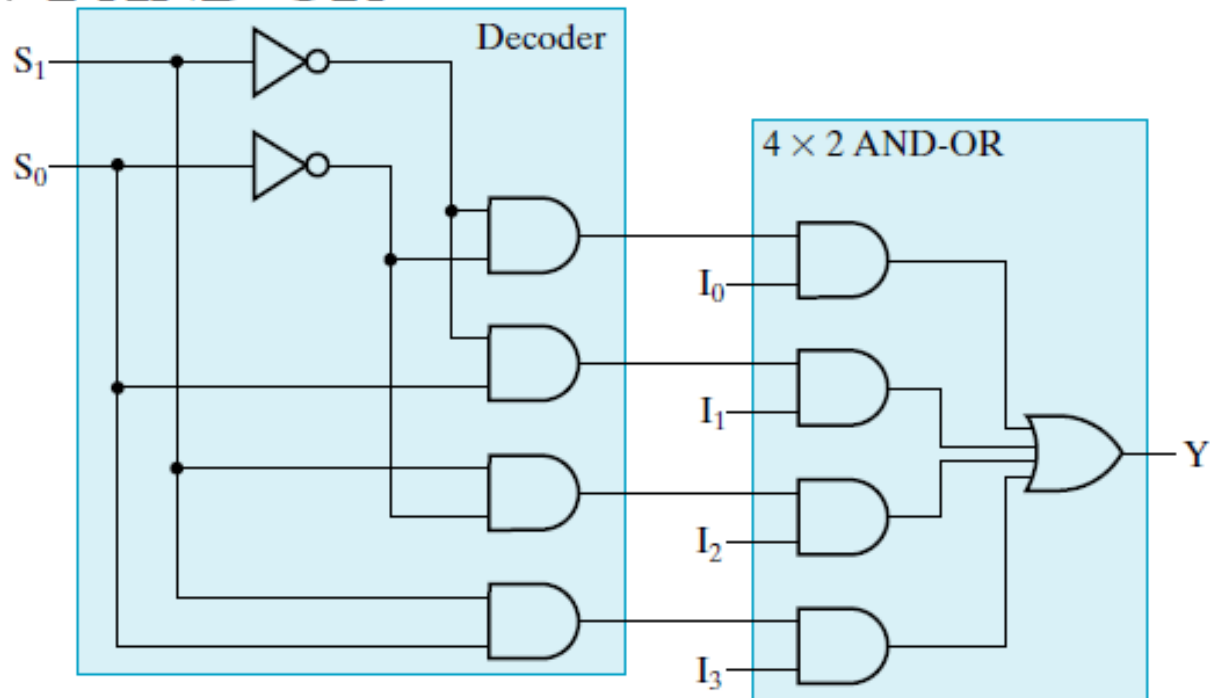 Decoder
S₁
S₀
4 × 2 AND-OR
I₀
I₁
Y
I₂
I₃